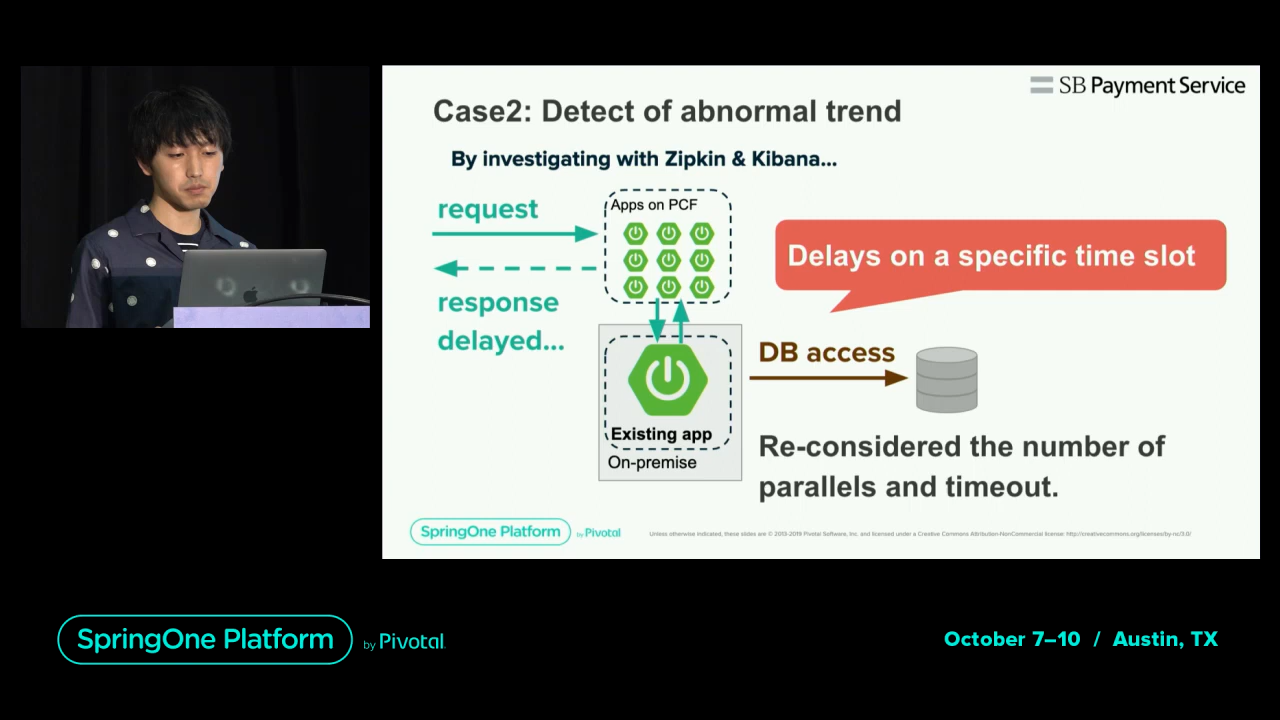 SB Payment Service
Case2: Detect of abnormal trend
By investigating with Zipkin & Kibana...
request
Apps on PCF
response
delayed...
Delays on a specific time slot
DB access
Existing app
On-premise
Re-considered the number of
parallels and timeout.
SpringOne Platform by Pivotal
Unless otherwise indicated, these slides are © 2013-2019 Pivotal Software, Inc. and licensed under a Creative Commons Attribution-NonCommercial license: http://creativecommons.org/licenses/by-nc/3.0/
SpringOne Platform by Pivotal.
October 7–10 / Austin, TX